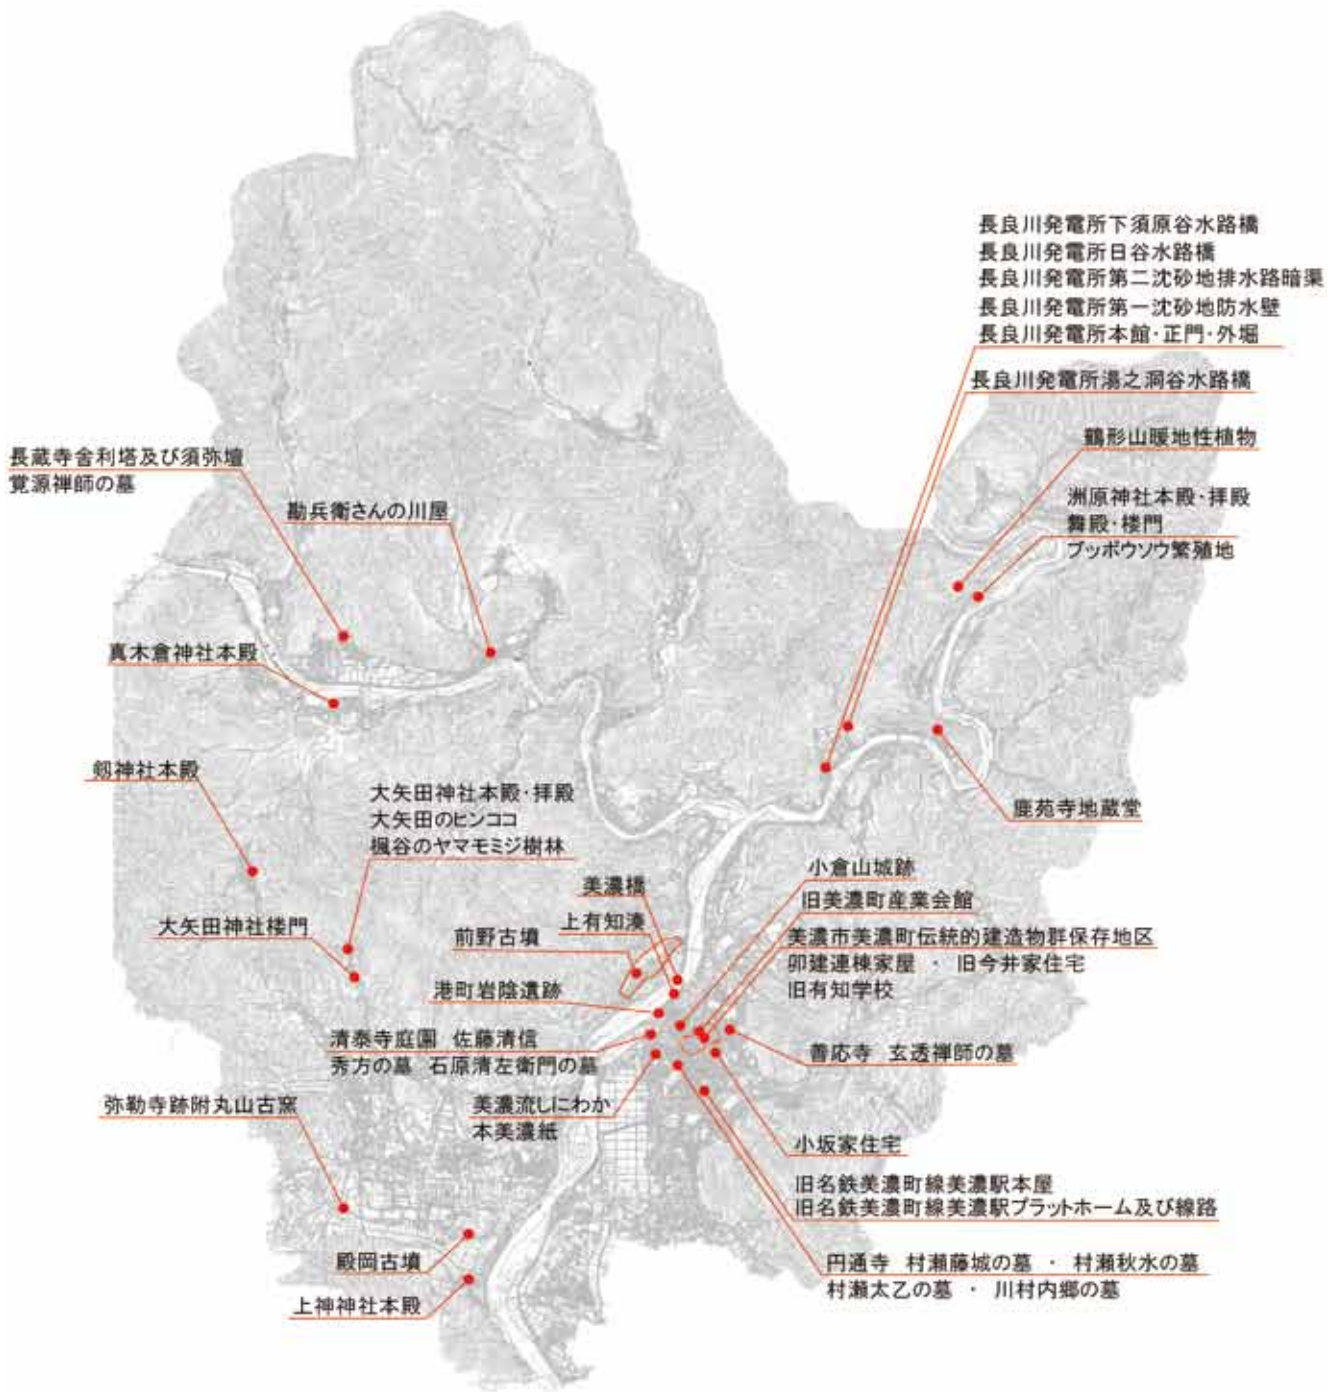 長良川発電所下須原谷水路橋
長良川発電所日谷水路橋
長良川発電所第二沈砂地排水路暗渠
長良川発電所第一沈砂地防水壁
長良川発電所本館・正門・外堀
長良川発電所湯之洞谷水路橋
鶴形山暖地性植物
洲原神社本殿・拝殿
舞殿・楼門
ブッポウソウ繁殖地
長蔵寺舎利塔及び須弥壇
覚源禅師の墓
勘兵衛さんの川屋
真木倉神社本殿
劔神社本殿
大矢田神社本殿・拝殿
大矢田のヒンココ
楓谷のヤマモミジ樹林
鹿苑寺地蔵堂
小倉山城跡
美濃橋
旧美濃町産業会館
上有知湊
大矢田神社楼門
前野古墳
美濃市美濃町伝統的建造物群保存地区
卯建連棟家屋 ・ 旧今井家住宅
旧有知学校
港町岩陰遺跡
清泰寺庭園 佐藤清信
秀方の墓 石原清左衛門の墓
善応寺 玄透禅師の墓
弥勒寺跡附丸山古窯
美濃流しにわか
本美濃紙
小坂家住宅
旧名鉄美濃町線美濃駅本屋
旧名鉄美濃町線美濃駅プラットホーム及び線路
殿岡古墳
円通寺 村瀬藤城の墓 ・ 村瀬秋水の墓
村瀬太乙の墓 ・ 川村内郷の墓
上神神社本殿